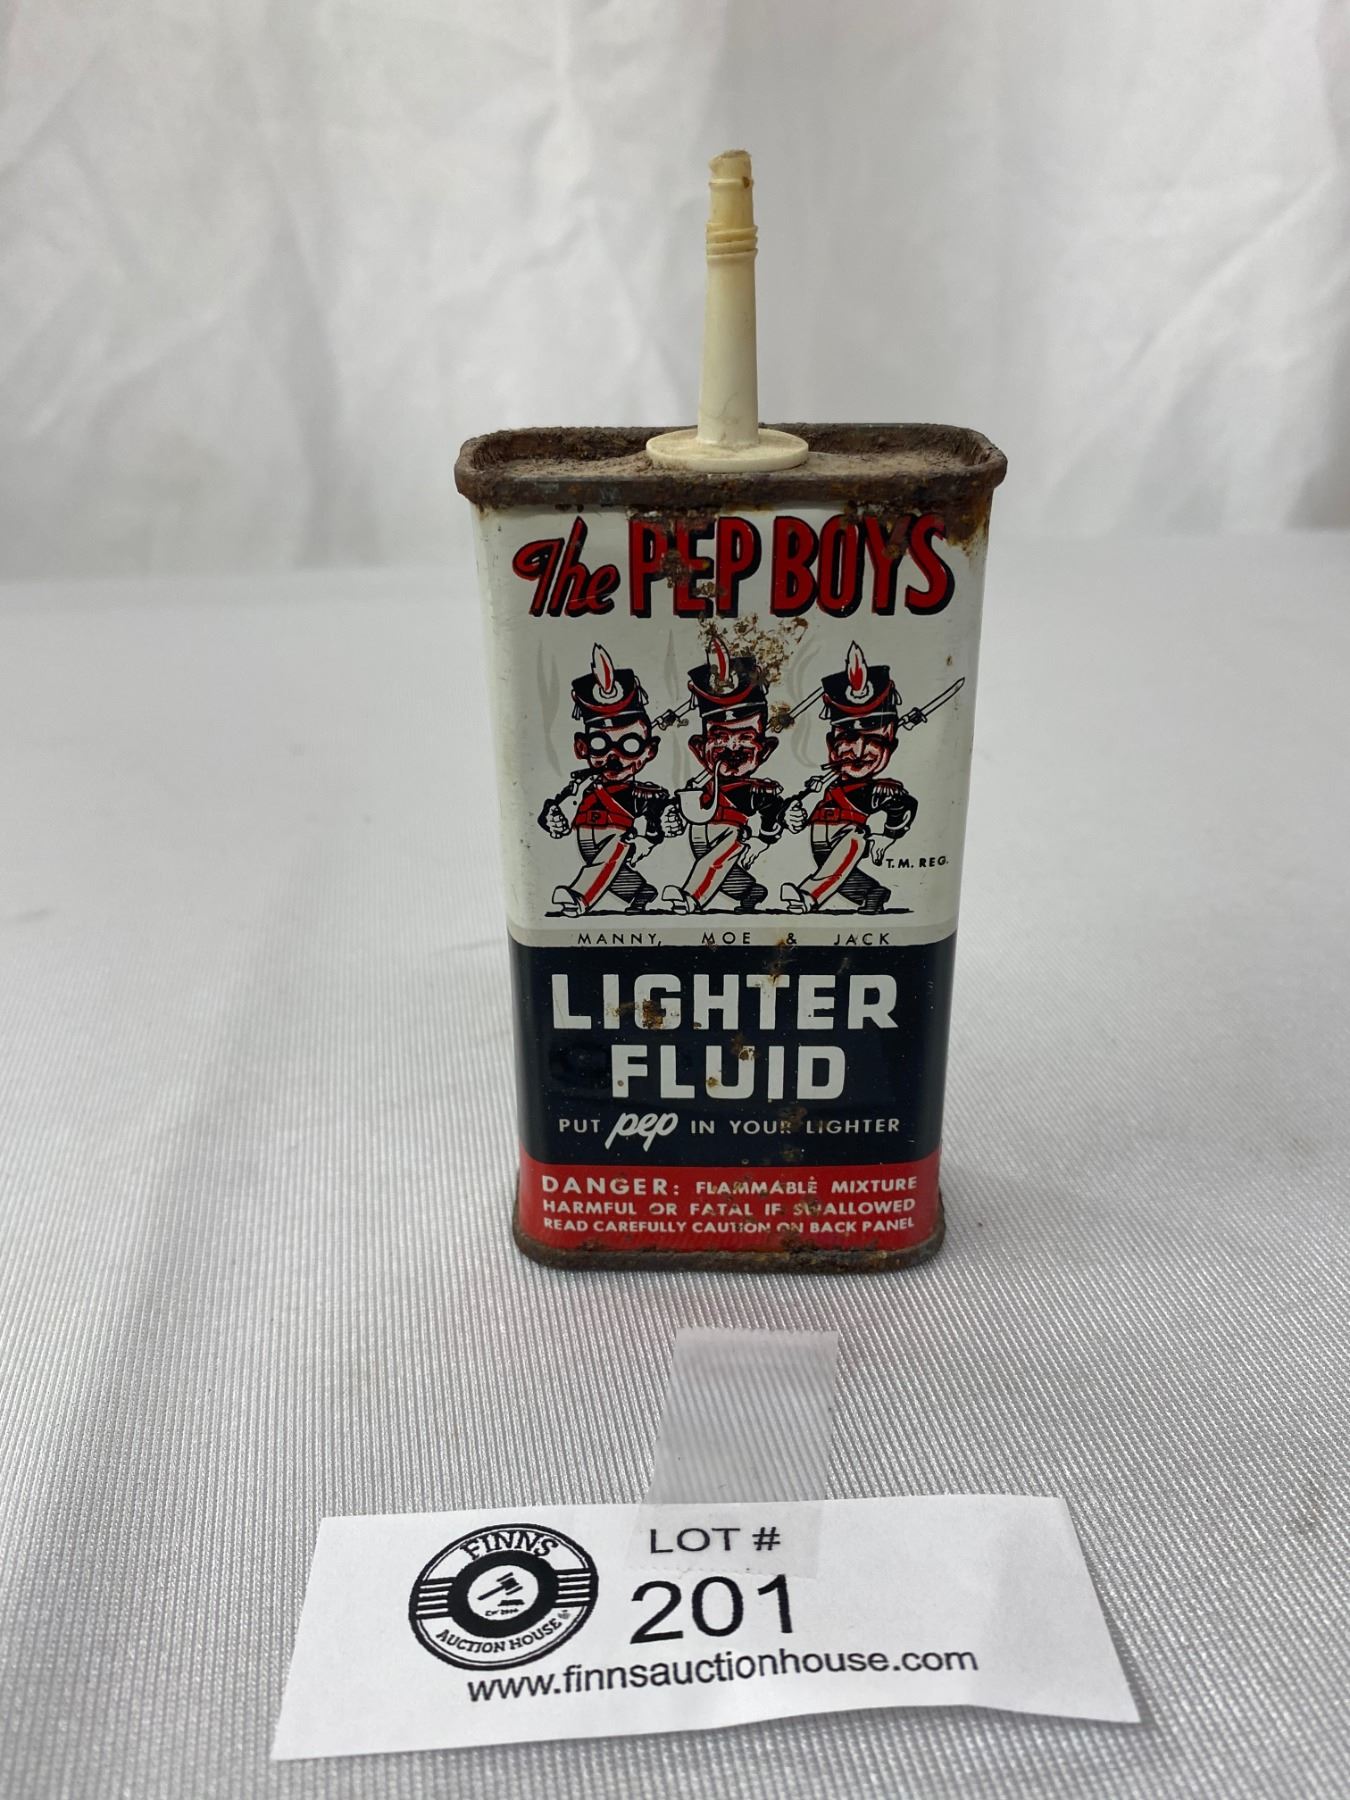 The PEP BOYS
T.M. REG.
MANNY, MOE & JACK
LIGHTER
FLUID
PUT pep IN YOUR LIGHTER
DANGER: FLAMMABLE MIXTURE
HARMFUL OR FATAL IF SWALLOWED
READ CAREFULLY CAUTION ON BACK PANEL
FINNS
AUCTION HOUSE
LOT #
201
www.finnsauctionhouse.com